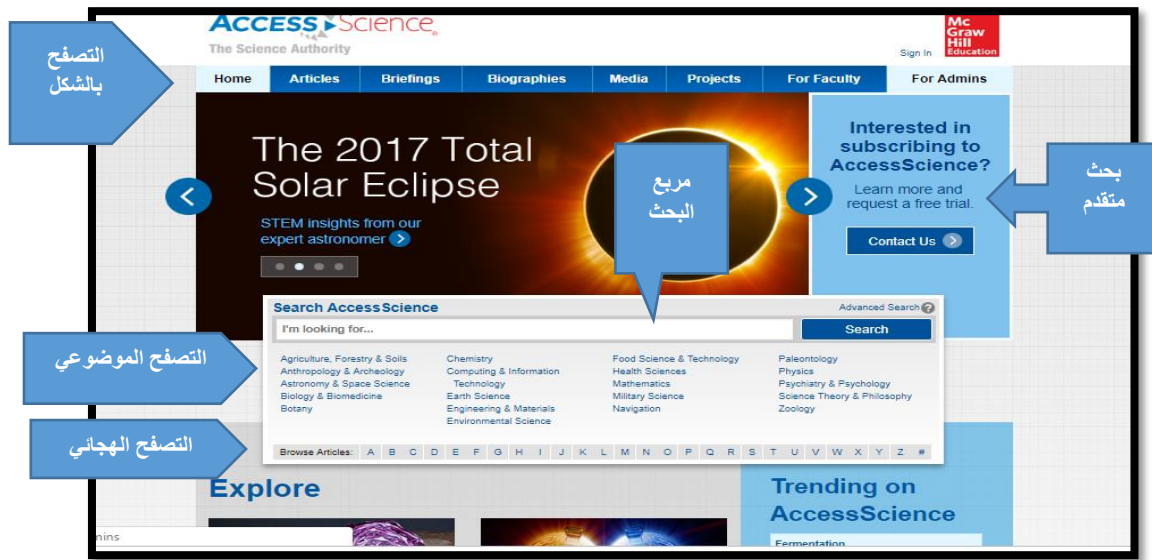 ACCESS Science®
The Science Authority
Mc
Graw
Hill
Education
Sign In
التصفح
بالشكل
Home Articles Briefings Biographies Media Projects For Faculty For Admins
The 2017 Total
Solar Eclipse
STEM insights from our
expert astronomer
مربع
البحث
Interested in
subscribing to
AccessScience?
Learn more and
request a free trial.
Contact Us
بحث
متقدم
Search AccessScience
Advanced Search ?
I'm looking for...
Search
التصفح الموضوعي
Agriculture, Forestry & Soils
Anthropology & Archeology
Astronomy & Space Science
Biology & Biomedicine
Botany
Chemistry
Computing & Information
Technology
Earth Science
Engineering & Materials
Environmental Science
Food Science & Technology
Health Sciences
Mathematics
Military Science
Navigation
Paleontology
Physics
Psychiatry & Psychology
Science Theory & Philosophy
Zoology
التصفح الهجائي
Browse Articles: A B C D E F G H I J K L M N O P Q R S T U V W X Y Z #
Explore
Trending on
AccessScience
Fermentation
mins